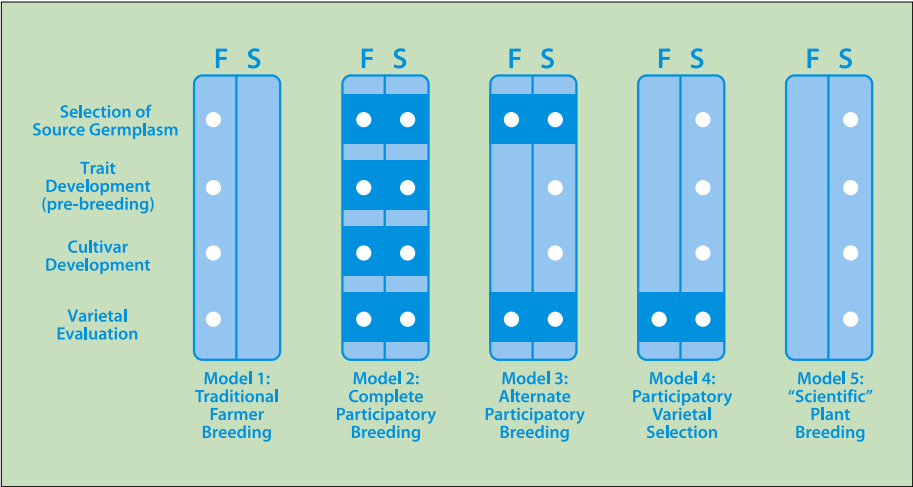 F S
F S
F S
F S
F S
Selection of
Source Germplasm
Trait
Development
(pre-breeding)
Cultivar
Development
Varietal
Evaluation
Model 1:
Traditional
Farmer
Breeding
Model 2:
Complete
Participatory
Breeding
Model 3:
Alternate
Participatory
Breeding
Model 4:
Participatory
Varietal
Selection
Model 5:
“Scientific”
Plant
Breeding